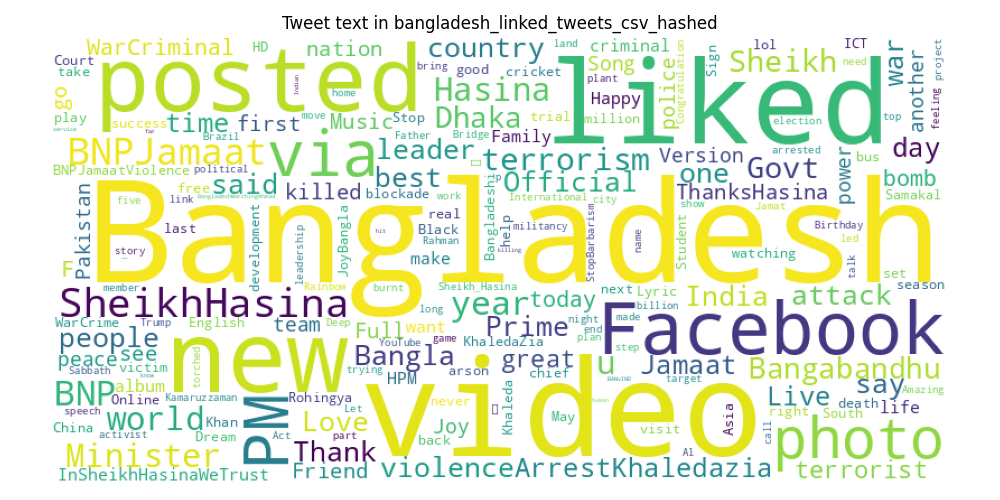 Tweet text in bangladesh_linked_tweets_csv_hashed
WarCriminal HD nation country land criminal lol ICT
Court take posted bring good cricket Song Sheikh Sign War another project
liked police Congratulation need
go Indian plant
play home Hasina Happy feeling
success time first move Music Stop Dhaka million power top
service far Brazil Father Bridge Family trial election day
BNPJamaat via leader terrorism Version arrested bus
BNPJamaatViolence political best Official one Govt bomb
free said killed blockade p ThanksHasina Samakal
BangladeshMarchingAhead link work International city
five Bangladesh show Jamat
Pakistan last development JoyBangla real Black Bangladeshi help militancy StopBarbarism name Student Birthday led
story leadership Rahman make hit killing watching talk
F member Rainbow burnt Sheikh_Hasina next Lyric India attack set season
SheikhHasina long year today billion
WarCrime Trump English team Deep Full want game night Prime end made Facebook
people new YouTube KhaledaZia plan step
peace see Bangla great u Jamaat Bangabandhu
victim Sabbath know torched trying HPM arson chief target
BNP album Kamaruzzaman Rohingya never video BANvIND Live say Amazing
Online Let Khaleda human death life
speech world Khan Love Joy May Asia right South
China PM Act part back visit call photo
activist Dream
Minister Thank Al
InSheikhHasinaWeTrust Friend violence ArrestKhaledazia terrorist